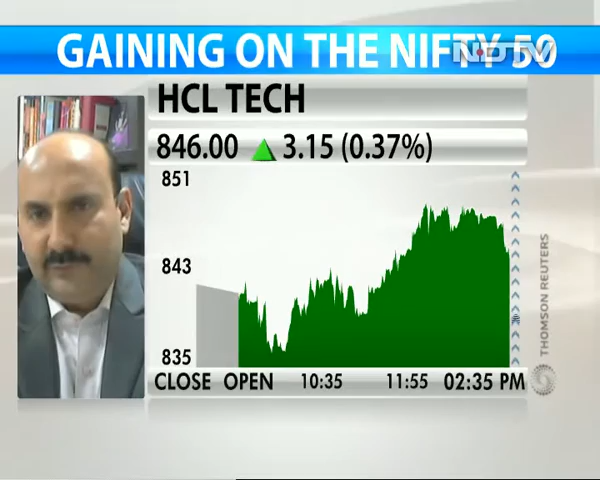 GAINING ON THE NIFTY 50
NDTV
HCL TECH
846.00 ▲ 3.15 (0.37%)
851
843
835
CLOSE OPEN 10:35 11:55 02:35 PM
THOMSON REUTERS